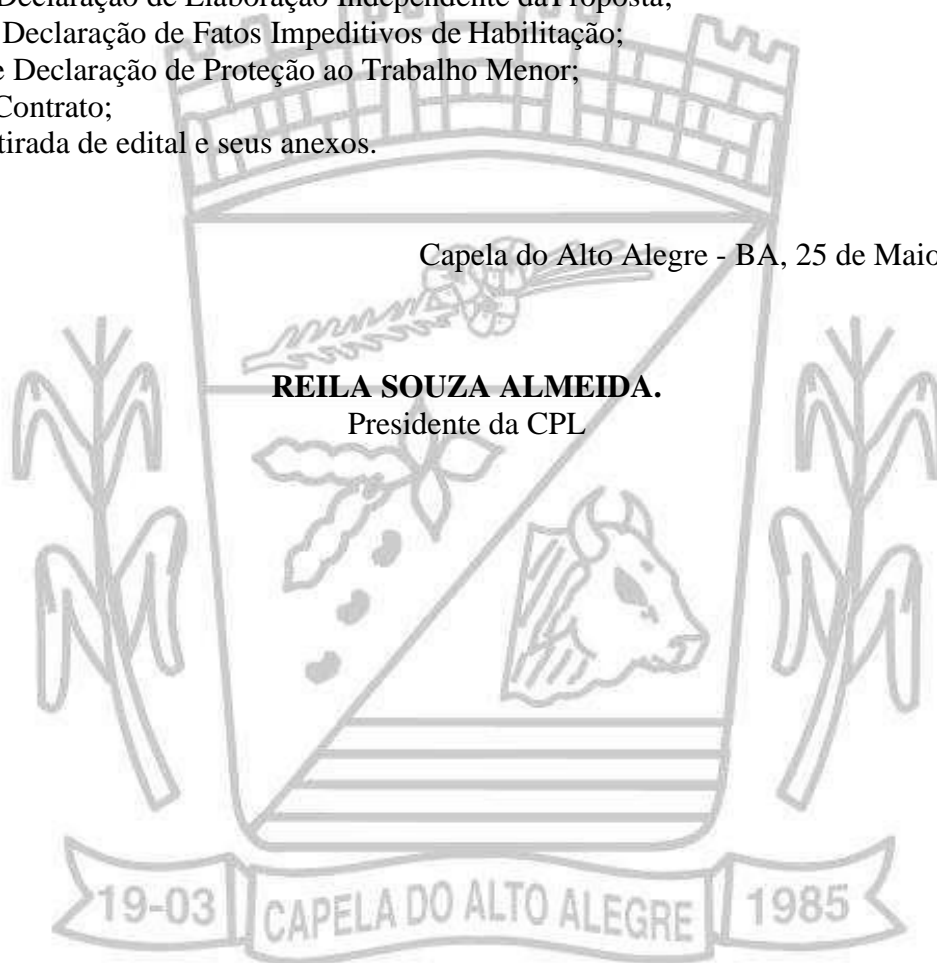 Declaração de Elaboração Independente daProposta;
Declaração de Fatos Impeditivos de Habilitação;
e Declaração de Proteção ao Trabalho Menor;
Contrato;
tirada de edital e seus anexos.
Capela do Alto Alegre - BA, 25 de Maio
REILA SOUZA ALMEIDA.
Presidente da CPL
19-03 CAPELA DO ALTO ALEGRE 1985